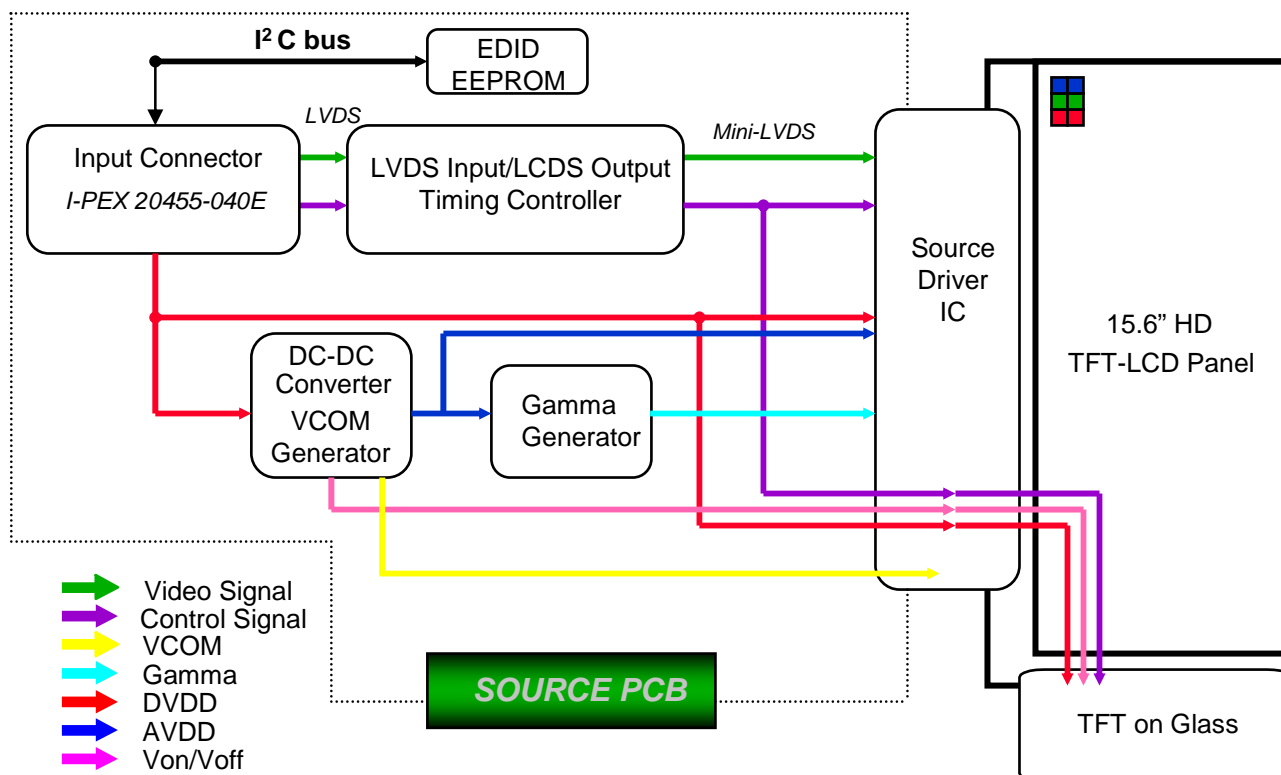 I² C bus
EDID
EEPROM
LVDS
Mini-LVDS
Input Connector
I-PEX 20455-040E
LVDS Input/LCDS Output
Timing Controller
Source
Driver
IC
15.6” HD
TFT-LCD Panel
DC-DC
Converter
VCOM
Generator
Gamma
Generator
Video Signal
Control Signal
VCOM
Gamma
DVDD
AVDD
Von/Voff
SOURCE PCB
TFT on Glass